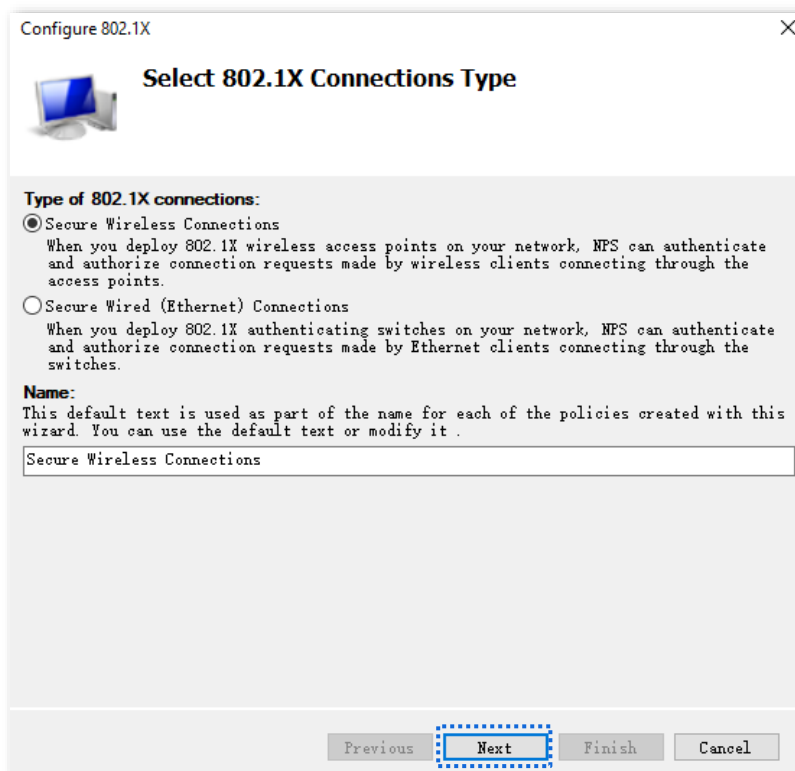 Configure 802.1X
Select 802.1X Connections Type
Type of 802.1X connections:
Secure Wireless Connections
When you deploy 802.1X wireless access points on your network, NPS can authenticate
and authorize connection requests made by wireless clients connecting through the
access points.
Secure Wired (Ethernet) Connections
When you deploy 802.1X authenticating switches on your network, NPS can authenticate
and authorize connection requests made by Ethernet clients connecting through the
switches.
Name:
This default text is used as part of the name for each of the policies created with this
wizard. You can use the default text or modify it .
Secure Wireless Connections
Previous Next Finish Cancel